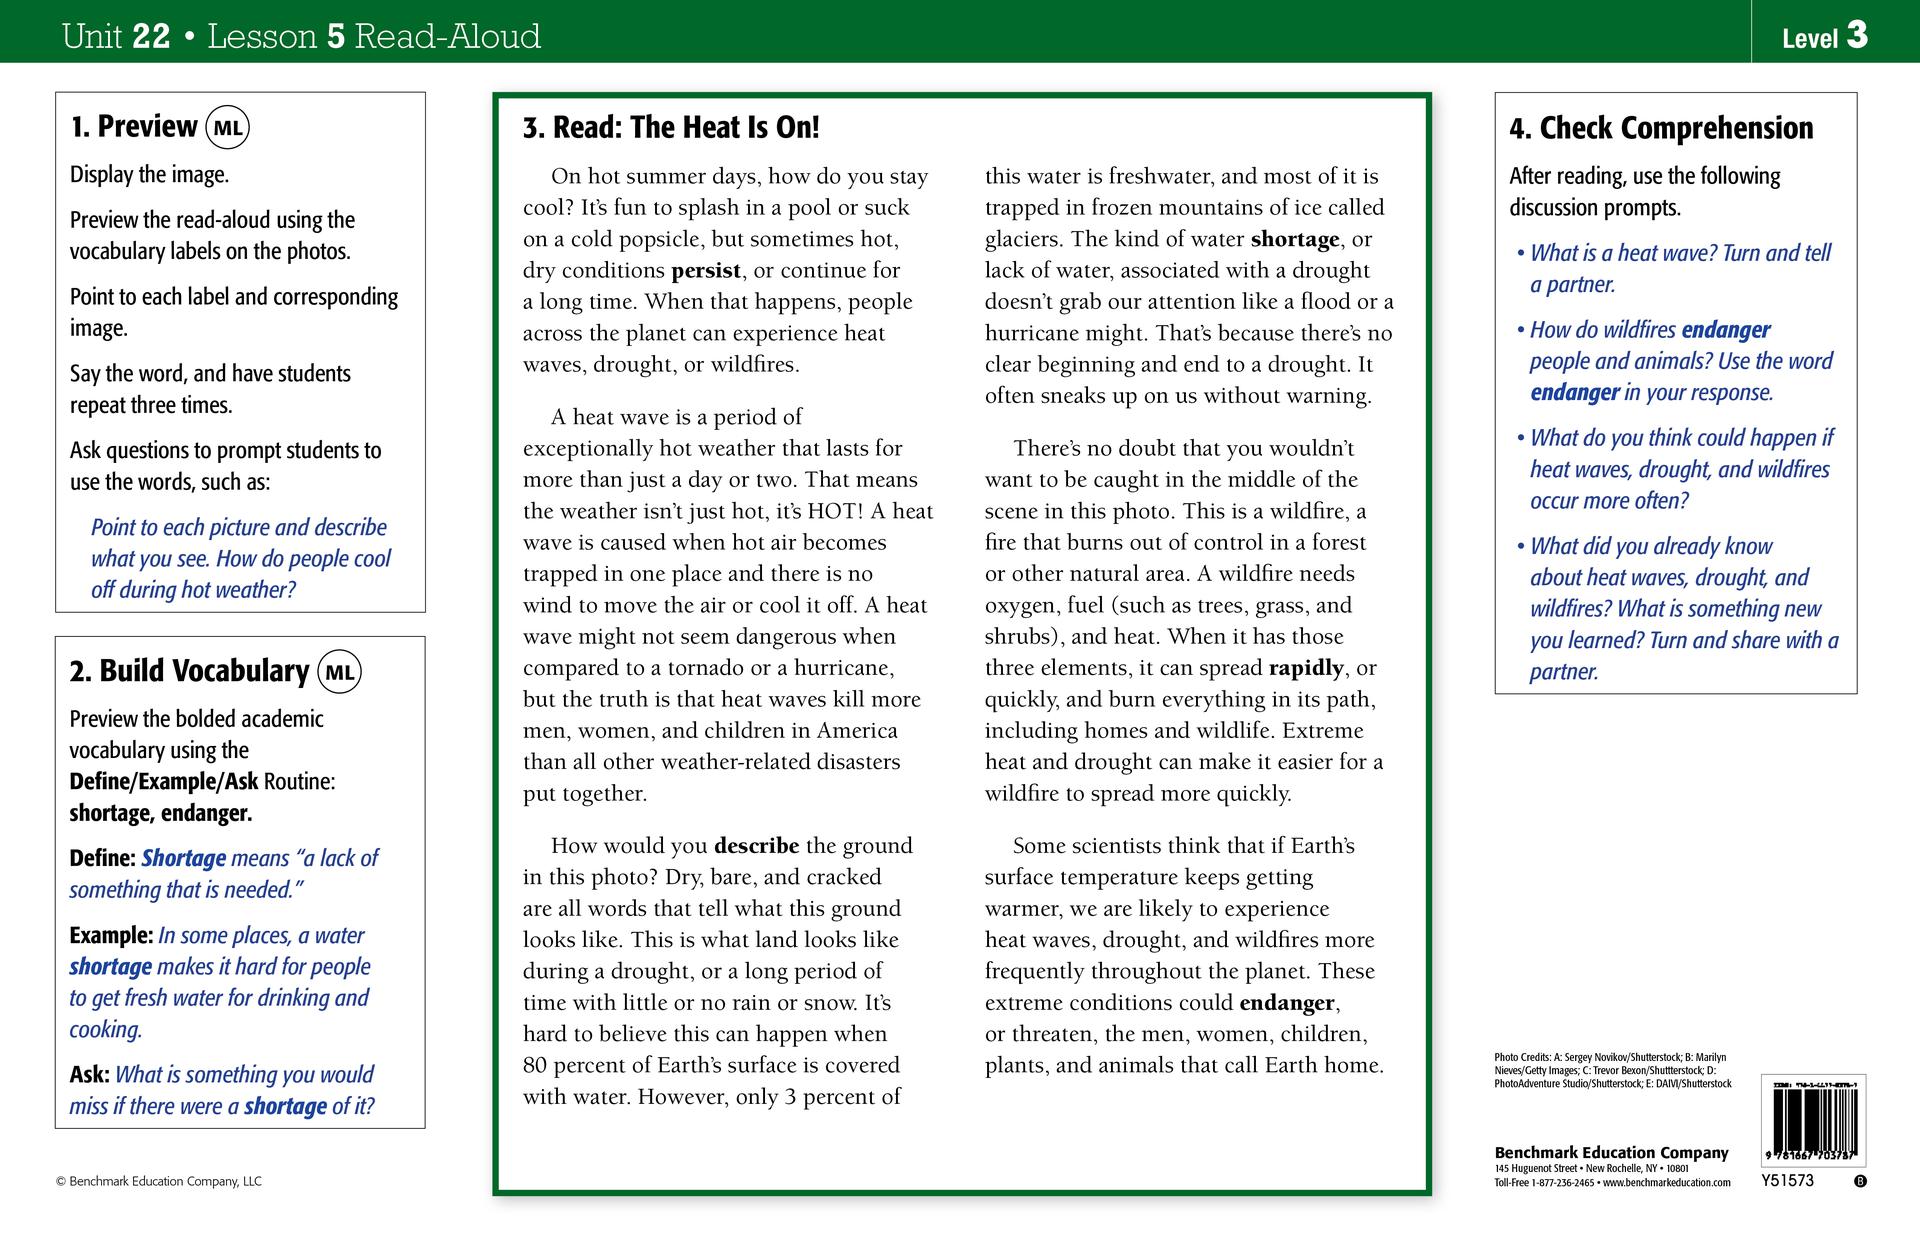 Unit 22 • Lesson 5 Read-Aloud
Level 3
1. Preview ML
Display the image.
Preview the read-aloud using the
vocabulary labels on the photos.
Point to each label and corresponding
image.
Say the word, and have students
repeat three times.
Ask questions to prompt students to
use the words, such as:
Point to each picture and describe
what you see. How do people cool
off during hot weather?
2. Build Vocabulary ML
Preview the bolded academic
vocabulary using the
Define/Example/Ask Routine:
shortage, endanger.
Define: Shortage means “a lack of
something that is needed.”
Example: In some places, a water
shortage makes it hard for people
to get fresh water for drinking and
cooking.
Ask: What is something you would
miss if there were a shortage of it?
© Benchmark Education Company, LLC
3. Read: The Heat Is On!
On hot summer days, how do you stay
cool? It’s fun to splash in a pool or suck
on a cold popsicle, but sometimes hot,
dry conditions persist, or continue for
a long time. When that happens, people
across the planet can experience heat
waves, drought, or wildfires.
A heat wave is a period of
exceptionally hot weather that lasts for
more than just a day or two. That means
the weather isn’t just hot, it’s HOT! A heat
wave is caused when hot air becomes
trapped in one place and there is no
wind to move the air or cool it off. A heat
wave might not seem dangerous when
compared to a tornado or a hurricane,
but the truth is that heat waves kill more
men, women, and children in America
than all other weather-related disasters
put together.
How would you describe the ground
in this photo? Dry, bare, and cracked
are all words that tell what this ground
looks like. This is what land looks like
during a drought, or a long period of
time with little or no rain or snow. It’s
hard to believe this can happen when
80 percent of Earth’s surface is covered
with water. However, only 3 percent of
this water is freshwater, and most of it is
trapped in frozen mountains of ice called
glaciers. The kind of water shortage, or
lack of water, associated with a drought
doesn’t grab our attention like a flood or a
hurricane might. That’s because there’s no
clear beginning and end to a drought. It
often sneaks up on us without warning.
There’s no doubt that you wouldn’t
want to be caught in the middle of the
scene in this photo. This is a wildfire, a
fire that burns out of control in a forest
or other natural area. A wildfire needs
oxygen, fuel (such as trees, grass, and
shrubs), and heat. When it has those
three elements, it can spread rapidly, or
quickly, and burn everything in its path,
including homes and wildlife. Extreme
heat and drought can make it easier for a
wildfire to spread more quickly.
Some scientists think that if Earth’s
surface temperature keeps getting
warmer, we are likely to experience
heat waves, drought, and wildfires more
frequently throughout the planet. These
extreme conditions could endanger,
or threaten, the men, women, children,
plants, and animals that call Earth home.
4. Check Comprehension
After reading, use the following
discussion prompts.
• What is a heat wave? Turn and tell
a partner.
• How do wildfires endanger
people and animals? Use the word
endanger in your response.
• What do you think could happen if
heat waves, drought, and wildfires
occur more often?
• What did you already know
about heat waves, drought, and
wildfires? What is something new
you learned? Turn and share with a
partner.
Photo Credits: A: Sergey Novikov/Shutterstock; B: Marilyn
Nieves/Getty Images; C: Trevor Bexon/Shuttterstock; D:
PhotoAdventure Studio/Shutterstock; E: DAIVI/Shutterstock
Benchmark Education Company
145 Huguenot Street • New Rochelle, NY • 10801
Toll-Free 1-877-236-2465 • www.benchmarkeducation.com
9 781667 703787
Y51573 B